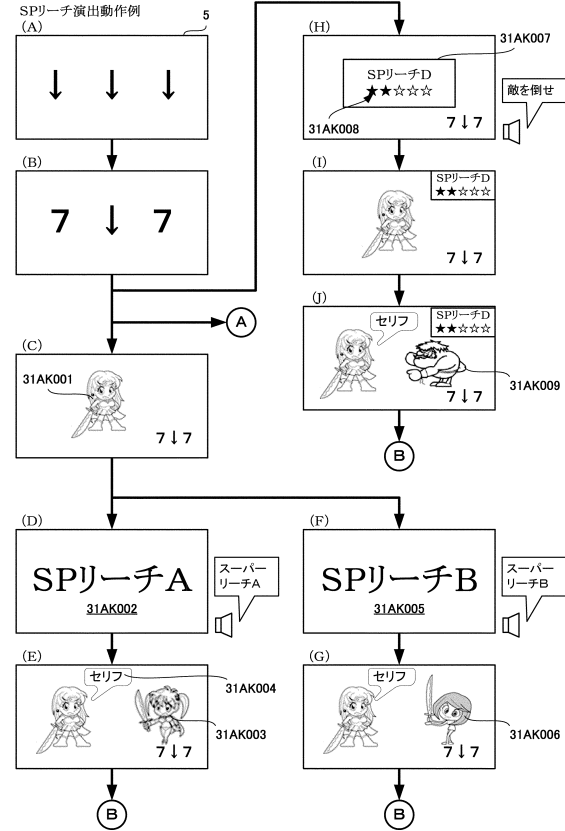 SPリーチ演出動作例
5
(A)
↓ ↓ ↓
(B)
7 ↓ 7
A
(C)
31AK001
7↓7
(D)
SPリーチA
31AK002
スーパー
リーチA
(E)
セリフ
31AK004
31AK003
7↓7
B
(F)
SPリーチB
31AK005
スーパー
リーチB
(G)
セリフ
31AK006
7↓7
B
(H)
31AK007
SPリーチD
★★☆☆☆
31AK008
7↓7
敵を倒せ
(I)
SPリーチD
★★☆☆☆
7↓7
(J)
SPリーチD
★★☆☆☆
セリフ
31AK009
7↓7
B